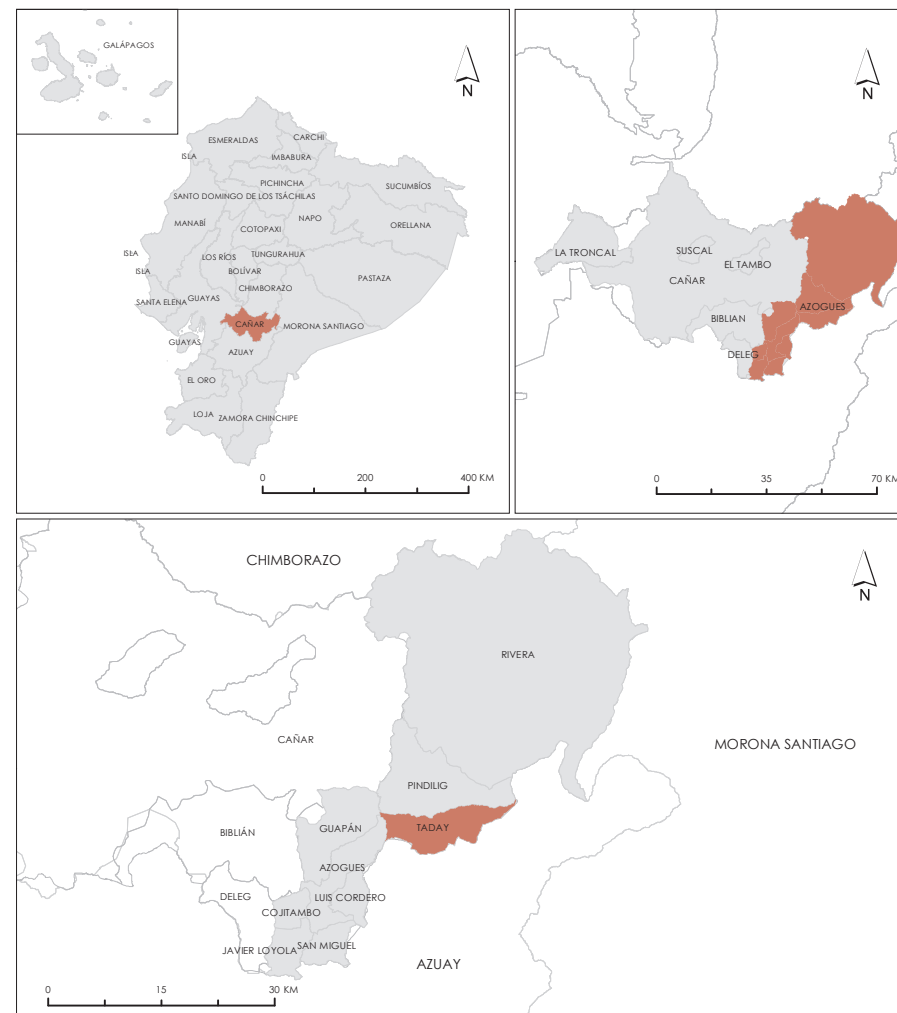 GALÁPAGOS
N
ESMERALDAS
CARCHI
ISLA
IMBABURA
PICHINCHA
SUCUMBÍOS
SANTO DOMINGO DE LOS TSÁCHILAS
MANABÍ
NAPO
ORELLANA
COTOPAXI
ISLA
LOS RÍOS
TUNGURAHUA
ISLA
BOLÍVAR
PASTAZA
CHIMBORAZO
SANTA ELENA
GUAYAS
CAÑAR
MORONA SANTIAGO
GUAYAS
AZUAY
EL ORO
LOJA
ZAMORA CHINCHIPE
0 200 400 KM
N
LA TRONCAL
SUSCAL
EL TAMBO
CAÑAR
AZOGUES
BIBLIAN
DELEG
0 35 70 KM
CHIMBORAZO
N
RIVERA
CAÑAR
MORONA SANTIAGO
PINDILIG
BIBLIÁN
GUAPÁN
TADAY
AZOGUES
DELEG
LUIS CORDERO
COJITAMBO
JAVIER LOYOLA
SAN MIGUEL
AZUAY
0 15 30 KM